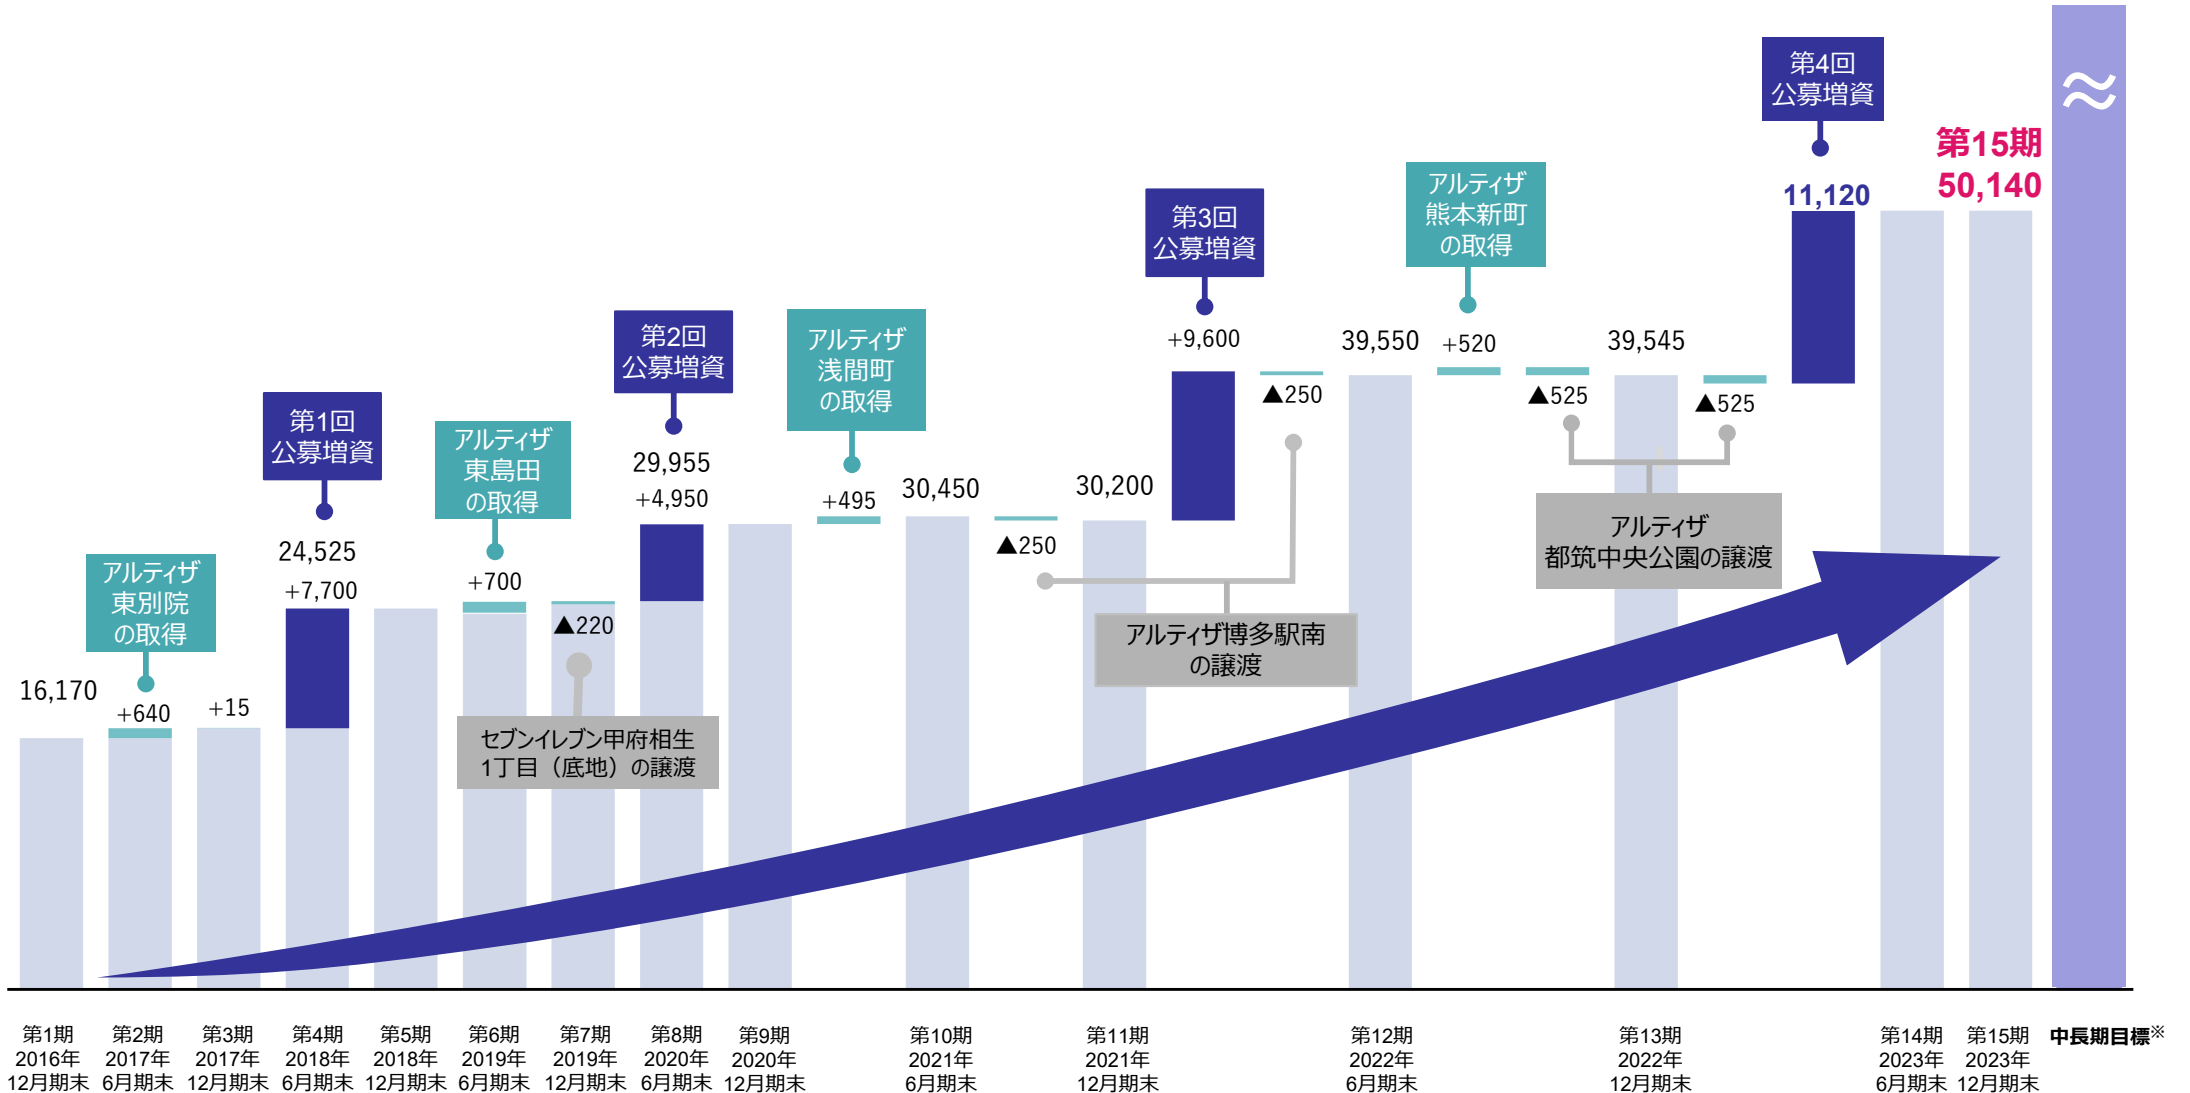 第1回
公募増資
24,525
+7,700
アルティザ
東別院
の取得
+640
16,170
+15
アルティザ
東島田
の取得
+700
▲220
セブンイレブン甲府相生
1丁目（底地）の譲渡
第2回
公募増資
29,955
+4,950
アルティザ
浅間町
の取得
+495
30,450
▲250
30,200
第3回
公募増資
+9,600
▲250
アルティザ博多駅南
の譲渡
39,550
アルティザ
熊本新町
の取得
+520
▲525
39,545
▲525
アルティザ
都筑中央公園の譲渡
第4回
公募増資
11,120
第15期
50,140
≈
第1期
2016年
12月期末
第2期
2017年
6月期末
第3期
2017年
12月期末
第4期
2018年
6月期末
第5期
2018年
12月期末
第6期
2019年
6月期末
第7期
2019年
12月期末
第8期
2020年
6月期末
第9期
2020年
12月期末
第10期
2021年
6月期末
第11期
2021年
12月期末
第12期
2022年
6月期末
第13期
2022年
12月期末
第14期
2023年
6月期末
第15期
2023年
12月期末
中長期目標※